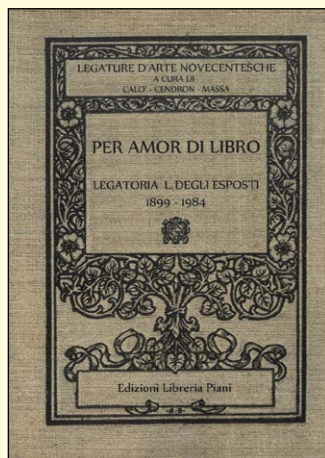 LEGATURE D'ARTE NOVECENTESCHE
A CURA DI
CALO' - CENDRON - MASSA
PER AMOR DI LIBRO
LEGATORIA L. DEGLI ESPOSTI
1899 - 1984
Edizioni Libreria Piani